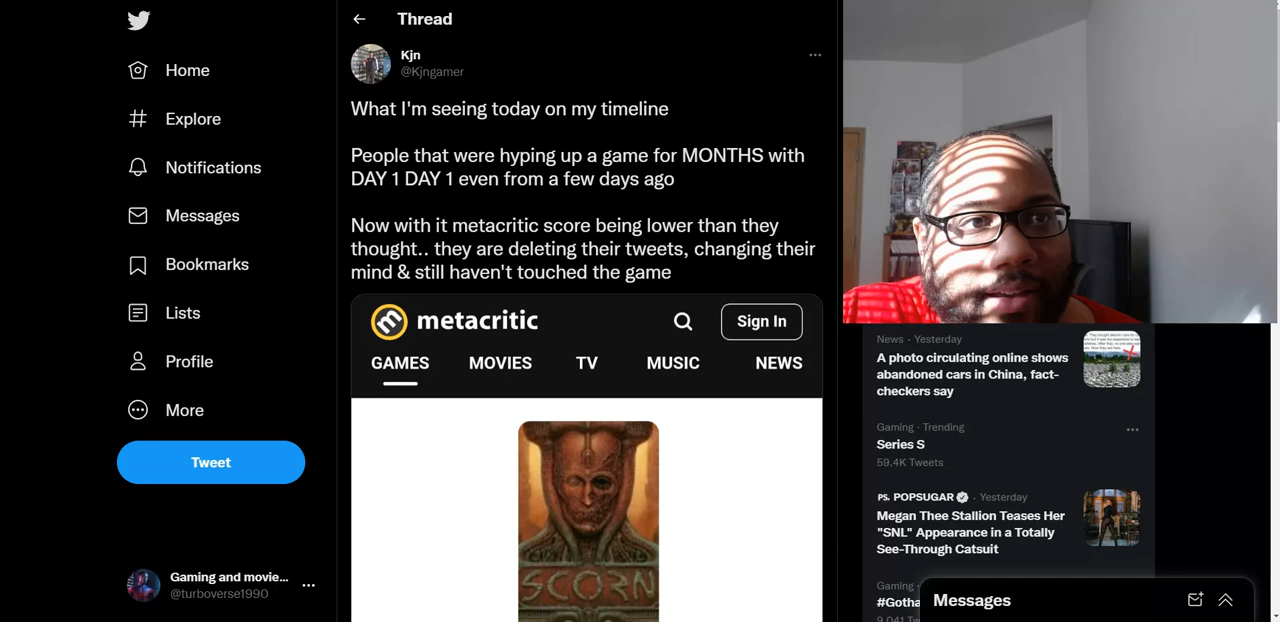 Thread
Kjn
@Kjngamer
What I'm seeing today on my timeline
People that were hyping up a game for MONTHS with
DAY 1 DAY 1 even from a few days ago
Now with it metacritic score being lower than they
thought.. they are deleting their tweets, changing their
mind & still haven't touched the game
metacritic
Sign In
GAMES MOVIES TV MUSIC NEWS
SCORN
Home
Explore
Notifications
Messages
Bookmarks
Lists
Profile
More
Tweet
Gaming and movie...
@turboverse1990
News · Yesterday
A photo circulating online shows
abandoned cars in China, fact-
checkers say
Gaming · Trending
Series S
59.4K Tweets
POPSUGAR · Yesterday
Megan Thee Stallion Teases Her
"SNL" Appearance in a Totally
See-Through Catsuit
Gaming
#Gotha
Messages